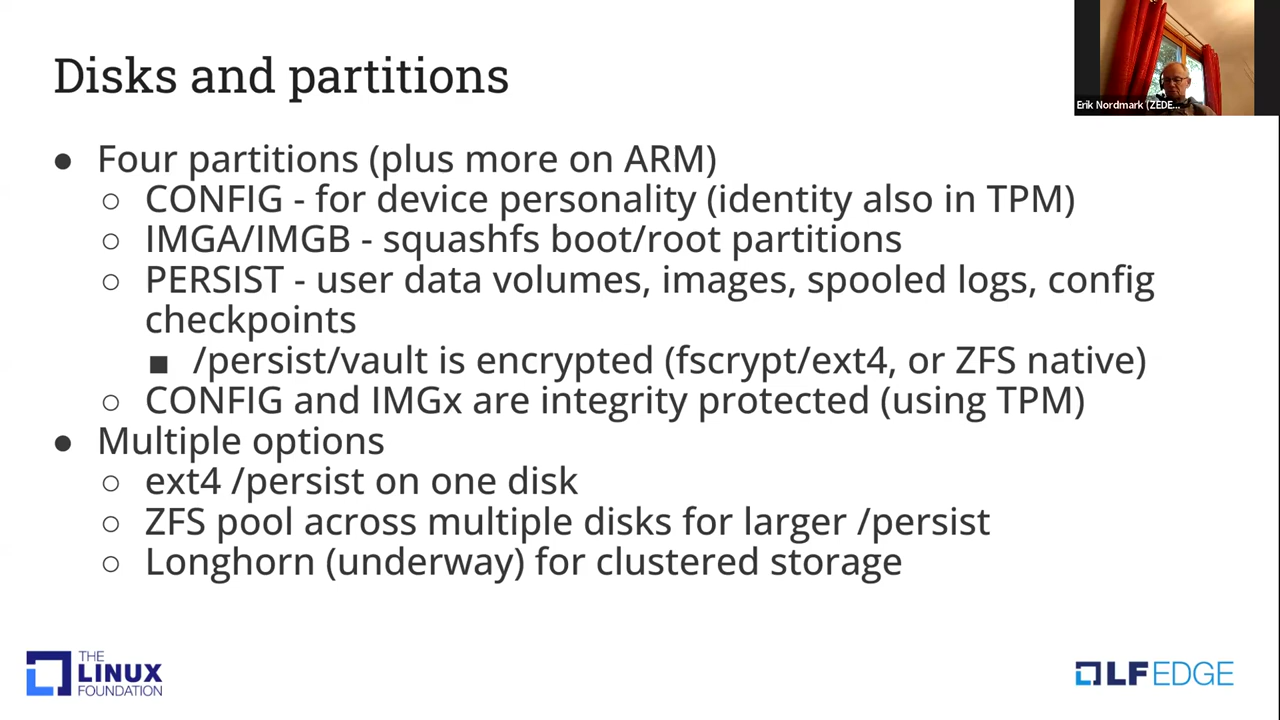 Disks and partitions
Erik Nordmark (ZEDE...
● Four partitions (plus more on ARM)
○ CONFIG - for device personality (identity also in TPM)
○ IMGA/IMGB - squashfs boot/root partitions
○ PERSIST - user data volumes, images, spooled logs, config
checkpoints
■ /persist/vault is encrypted (fscrypt/ext4, or ZFS native)
○ CONFIG and IMGx are integrity protected (using TPM)
● Multiple options
○ ext4 /persist on one disk
○ ZFS pool across multiple disks for larger /persist
○ Longhorn (underway) for clustered storage
THE
LINUX
FOUNDATION
LF EDGE